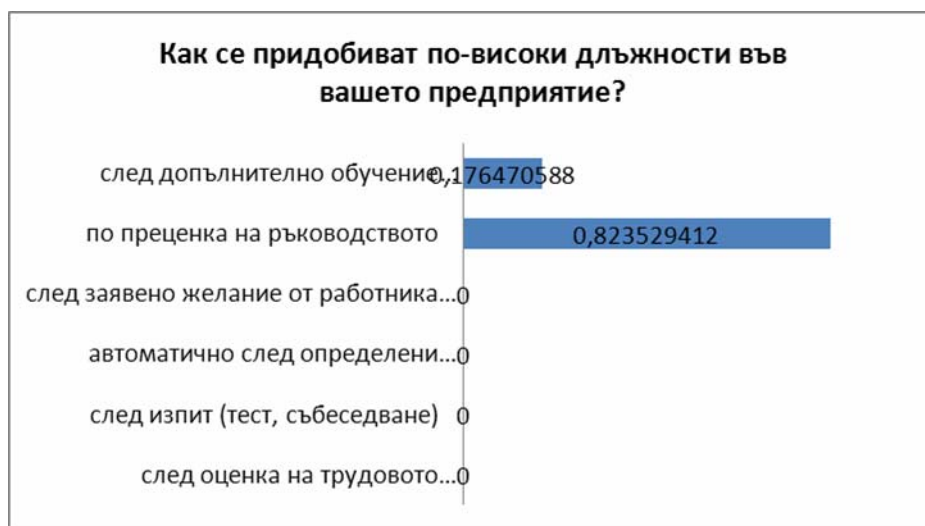 Как се придобиват по-високи длъжности във
вашето предприятие?
след допълнително обучение... 0,176470588
по преценка на ръководството 0,823529412
след заявено желание от работника... 0
автоматично след определени ... 0
след изпит (тест, събеседване) 0
след оценка на трудовото ... 0